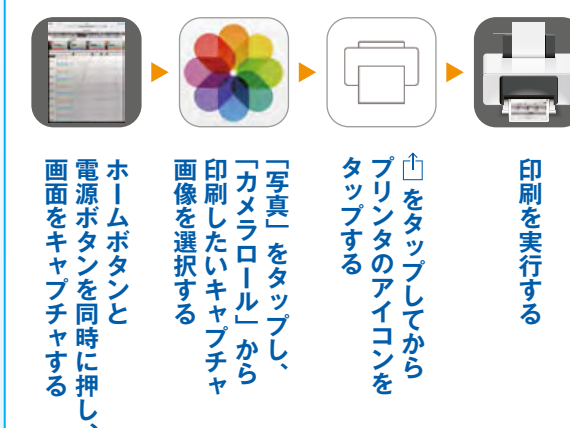 ホームボタンと
電源ボタンを同時に押し、
画面をキャプチャする
「写真」をタップし、
「カメラロール」から
印刷したいキャプチャ
画像を選択する
をタップしてから
プリンタのアイコンを
タップする
印刷を実行する